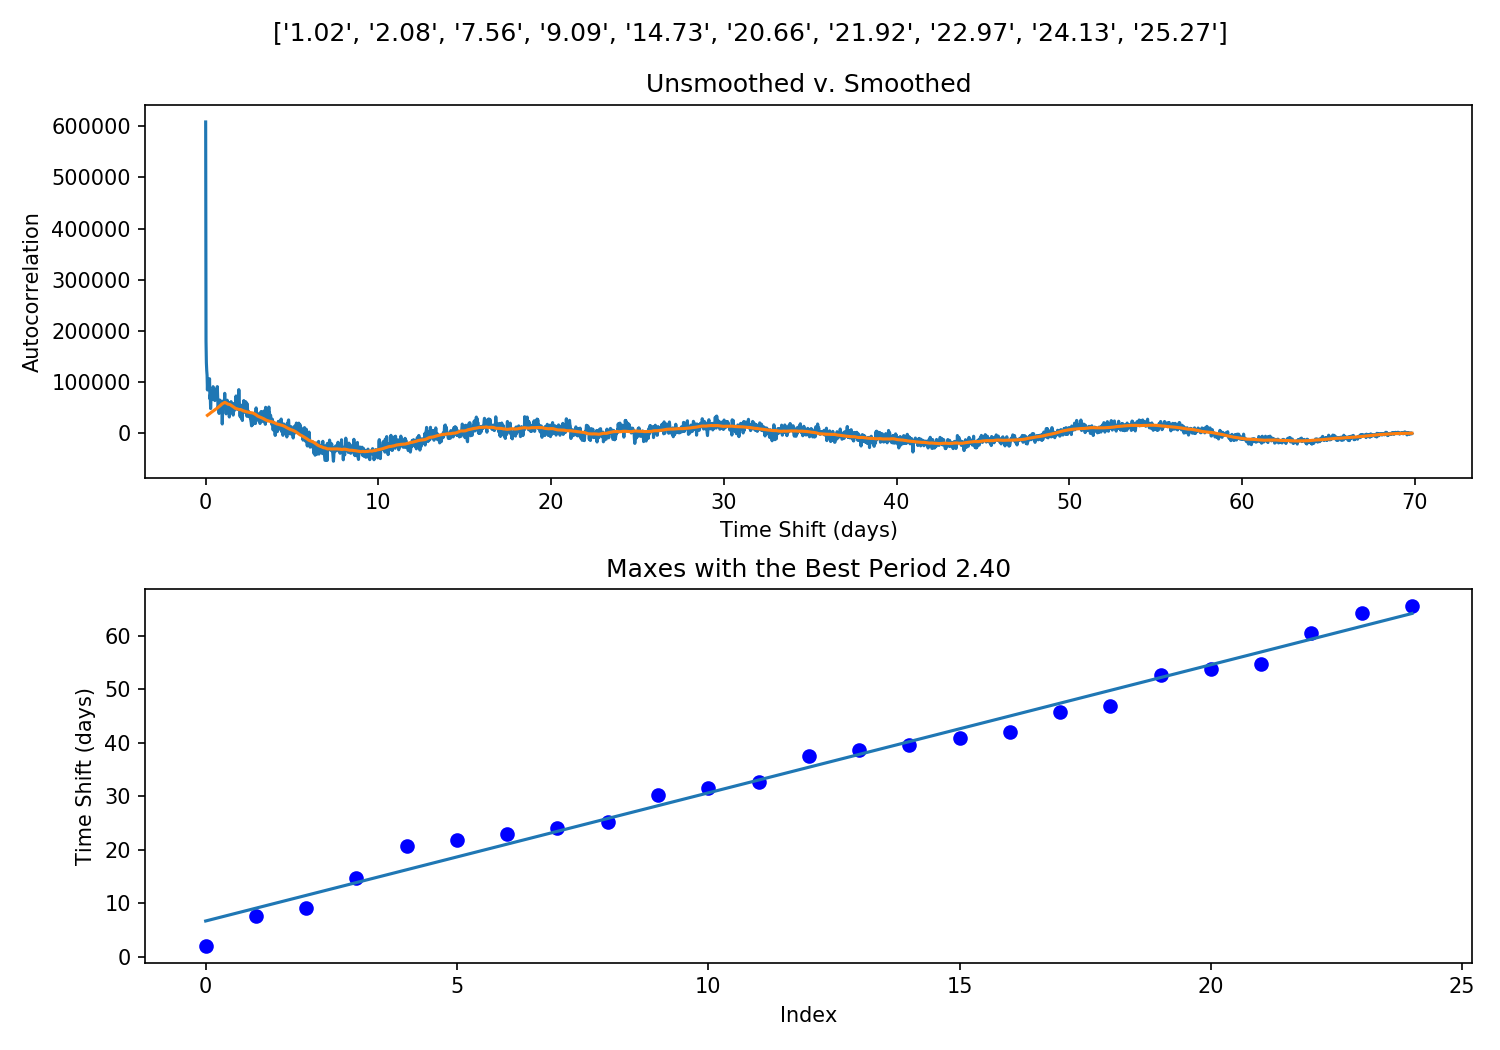 ['1.02', '2.08', '7.56', '9.09', '14.73', '20.66', '21.92', '22.97', '24.13', '25.27']
Unsmoothed v. Smoothed
600000
500000
400000
300000
200000
100000
0
Autocorrelation
0 10 20 30 40 50 60 70
Time Shift (days)
Maxes with the Best Period 2.40
60
50
40
30
20
10
0
Time Shift (days)
0 5 10 15 20 25
Index